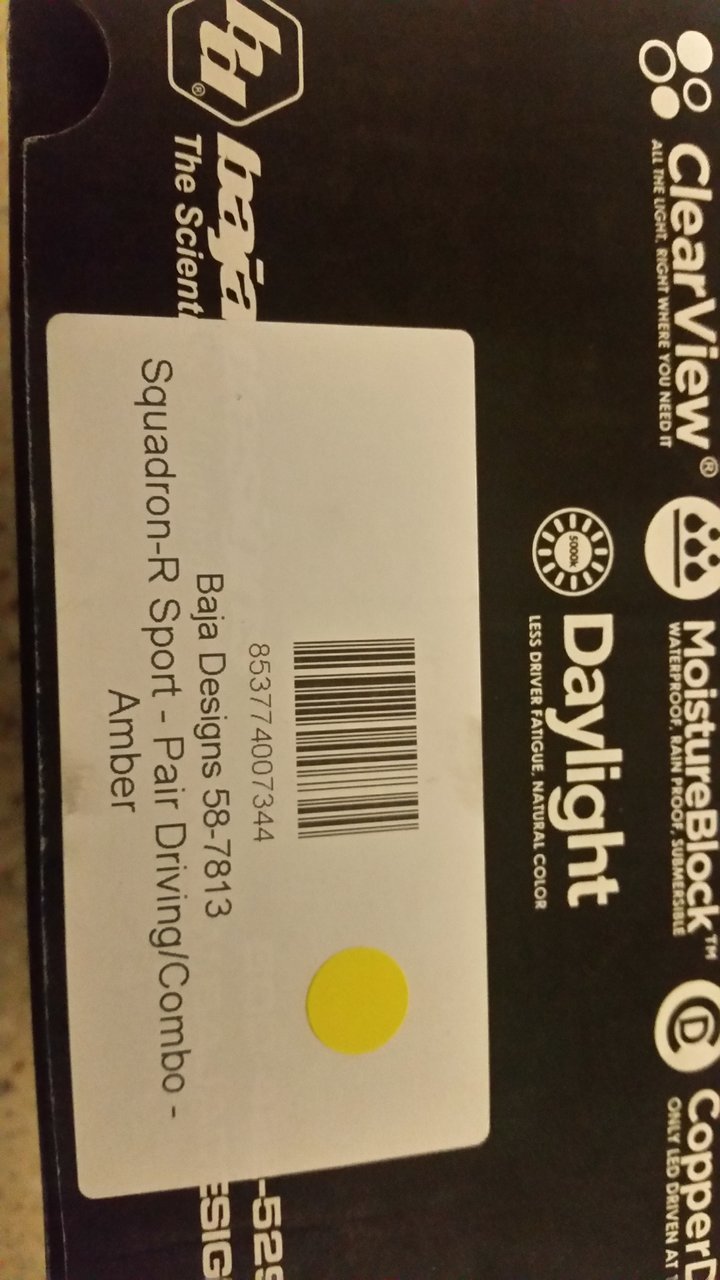 ClearView®
ALL THE LIGHT, RIGHT WHERE YOU NEED IT
MoistureBlock™
WATERPROOF, RAIN PROOF, SUBMERSIBLE
ONLY LED DRIVEN AT
5000K
Daylight
LESS DRIVER FATIGUE, NATURAL COLOR
bd®
baja
The Scient
853774007344
Baja Designs 58-7813
Squadron-R Sport - Pair Driving/Combo -
Amber